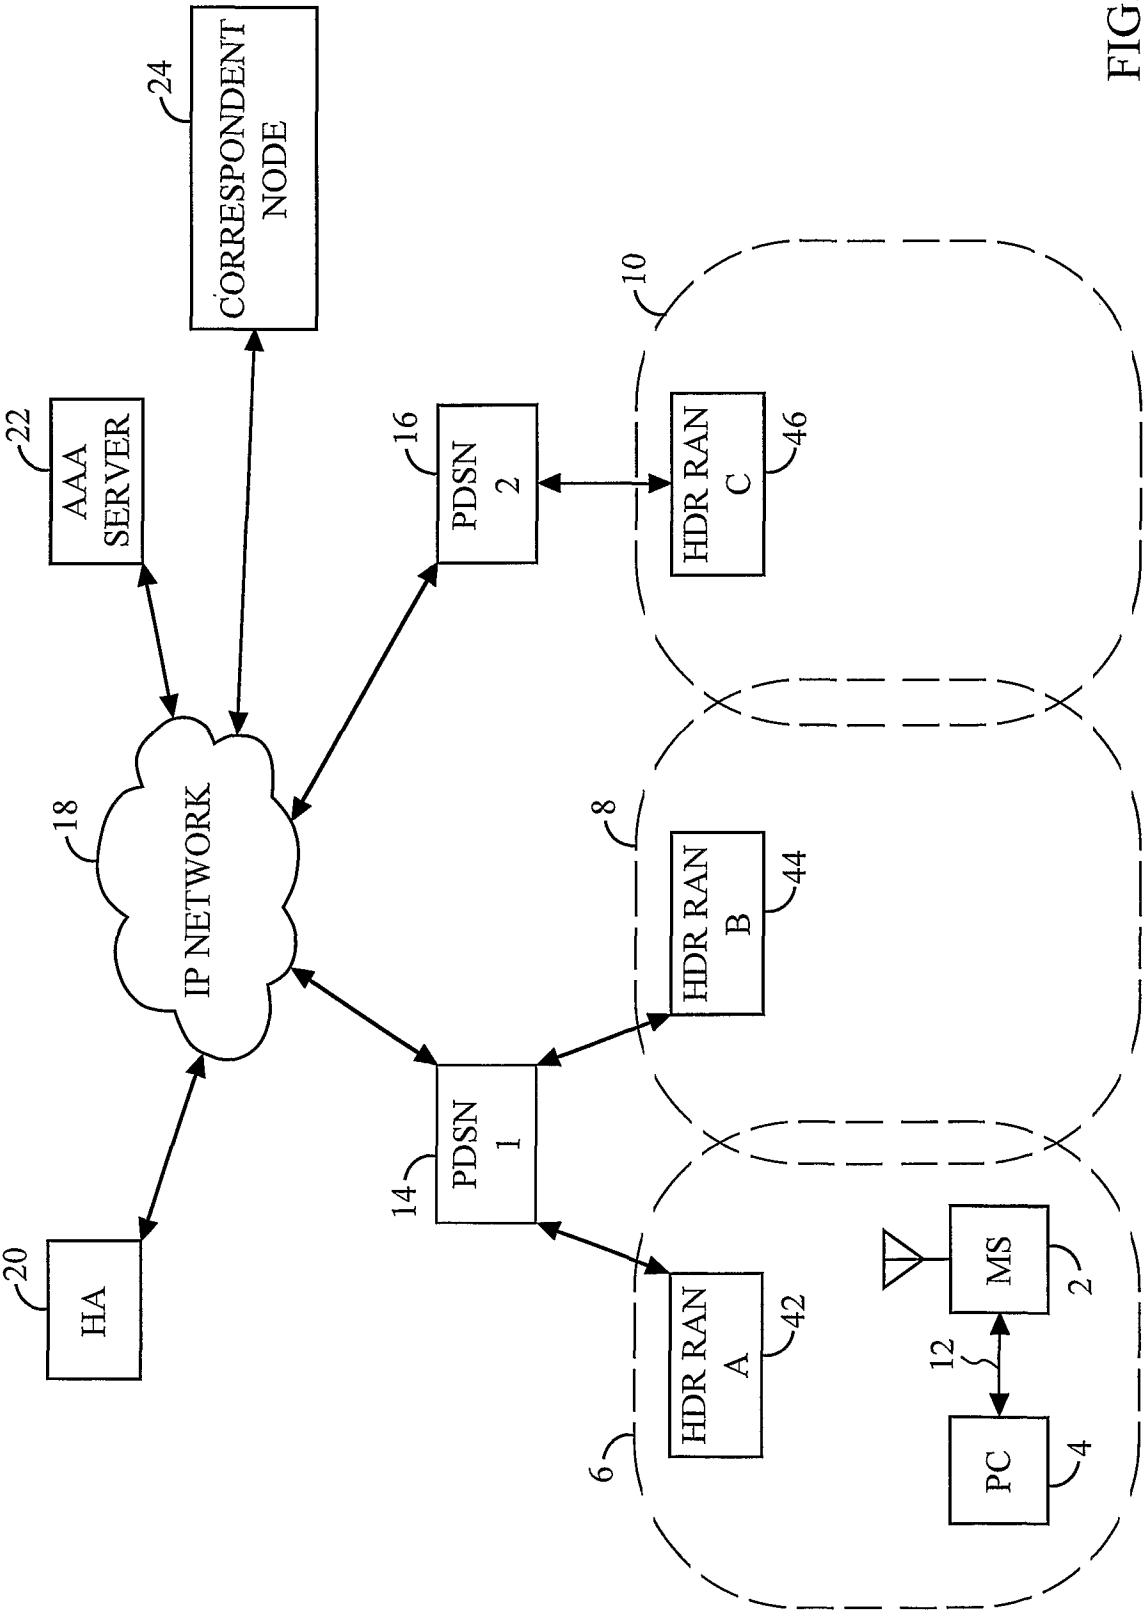 20
HA
18
IP NETWORK
22
AAA
SERVER
24
CORRESPONDENT
NODE
14
PDSN
1
16
PDSN
2
6
HDR RAN
A
42
8
HDR RAN
B
44
10
HDR RAN
C
46
PC
4
12
MS
2
FIG